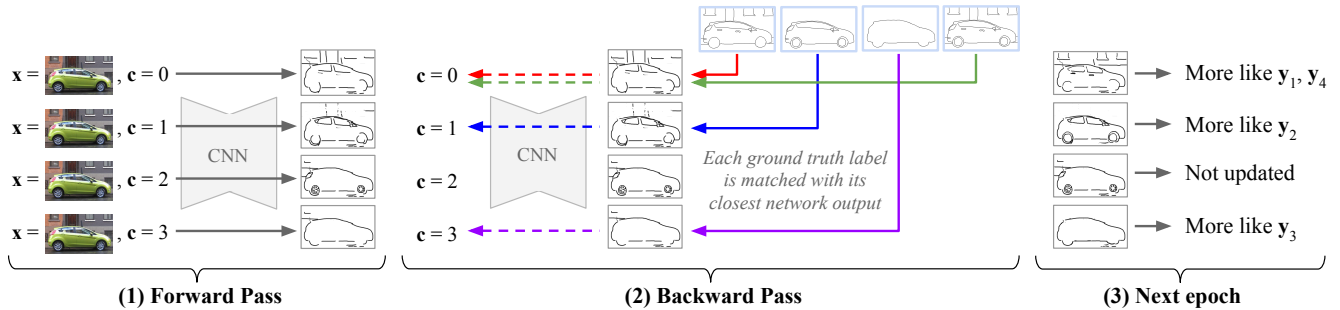 x = , c = 0
x = , c = 1
x = , c = 2
x = , c = 3
CNN
(1) Forward Pass
c = 0
c = 1
c = 2
c = 3
CNN
Each ground truth label
is matched with its
closest network output
(2) Backward Pass
More like y1, y4
More like y2
Not updated
More like y3
(3) Next epoch